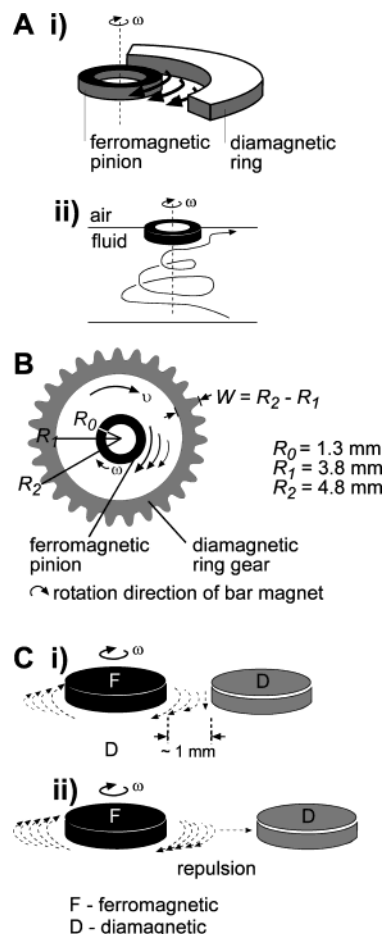 A i)
ω
ferromagnetic
pinion
diamagnetic
ring
ii)
ω
air
fluid
B
υ
W = R2 - R1
R0
R1
ω
R2
R0 = 1.3 mm
R1 = 3.8 mm
R2 = 4.8 mm
ferromagnetic
pinion
diamagnetic
ring gear
rotation direction of bar magnet
C i)
ω
F
D
D
~ 1 mm
ii)
ω
F
D
repulsion
F - ferromagnetic
D - diamagnetic